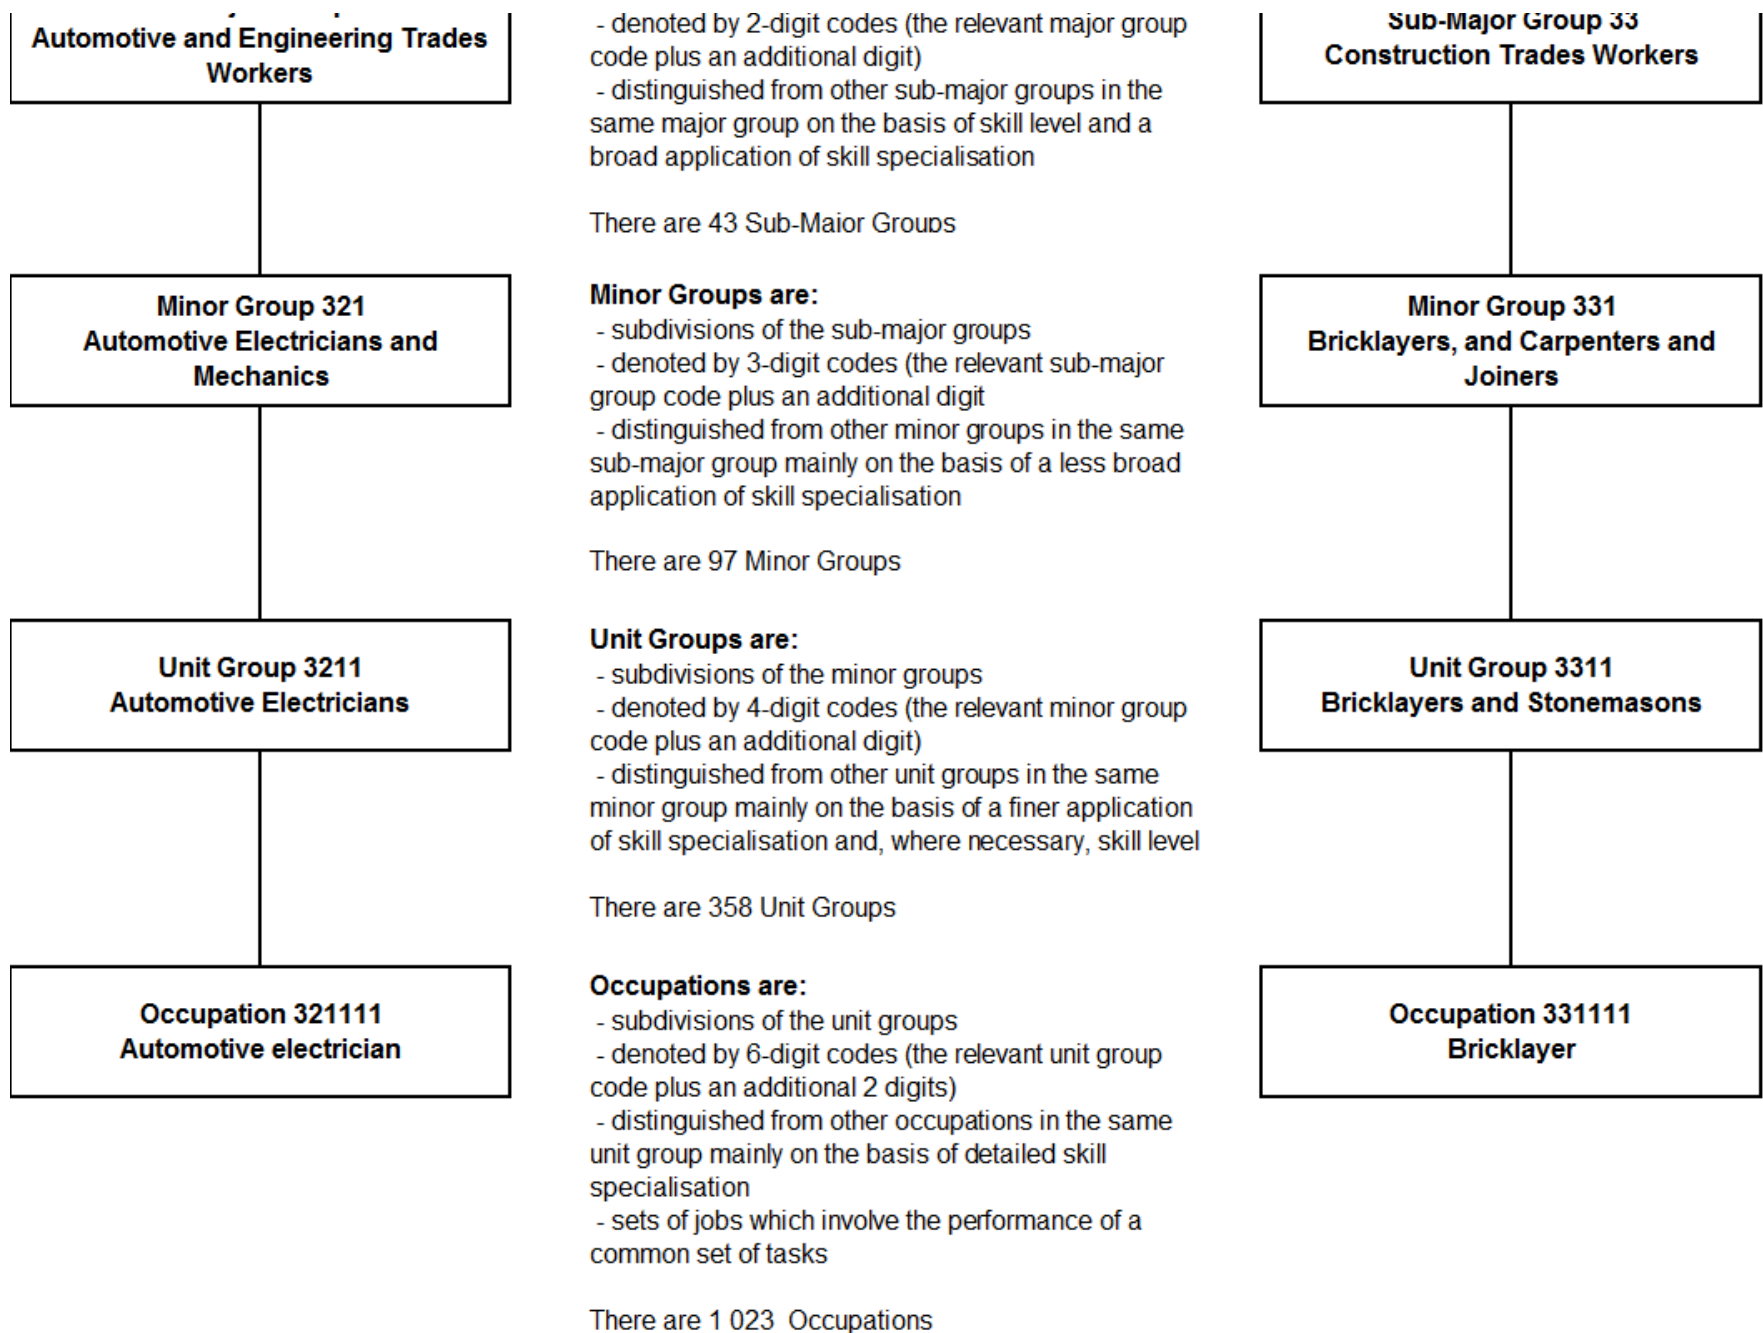 Automotive and Engineering Trades
Workers
- denoted by 2-digit codes (the relevant major group
code plus an additional digit)
- distinguished from other sub-major groups in the
same major group on the basis of skill level and a
broad application of skill specialisation
There are 43 Sub-Major Groups
Sub-Major Group 33
Construction Trades Workers
Minor Group 321
Automotive Electricians and
Mechanics
Minor Groups are:
- subdivisions of the sub-major groups
- denoted by 3-digit codes (the relevant sub-major
group code plus an additional digit
- distinguished from other minor groups in the same
sub-major group mainly on the basis of a less broad
application of skill specialisation
There are 97 Minor Groups
Minor Group 331
Bricklayers, and Carpenters and
Joiners
Unit Group 3211
Automotive Electricians
Unit Groups are:
- subdivisions of the minor groups
- denoted by 4-digit codes (the relevant minor group
code plus an additional digit)
- distinguished from other unit groups in the same
minor group mainly on the basis of a finer application
of skill specialisation and, where necessary, skill level
There are 358 Unit Groups
Unit Group 3311
Bricklayers and Stonemasons
Occupation 321111
Automotive electrician
Occupations are:
- subdivisions of the unit groups
- denoted by 6-digit codes (the relevant unit group
code plus an additional 2 digits)
- distinguished from other occupations in the same
unit group mainly on the basis of detailed skill
specialisation
- sets of jobs which involve the performance of a
common set of tasks
There are 1 023 Occupations
Occupation 331111
Bricklayer